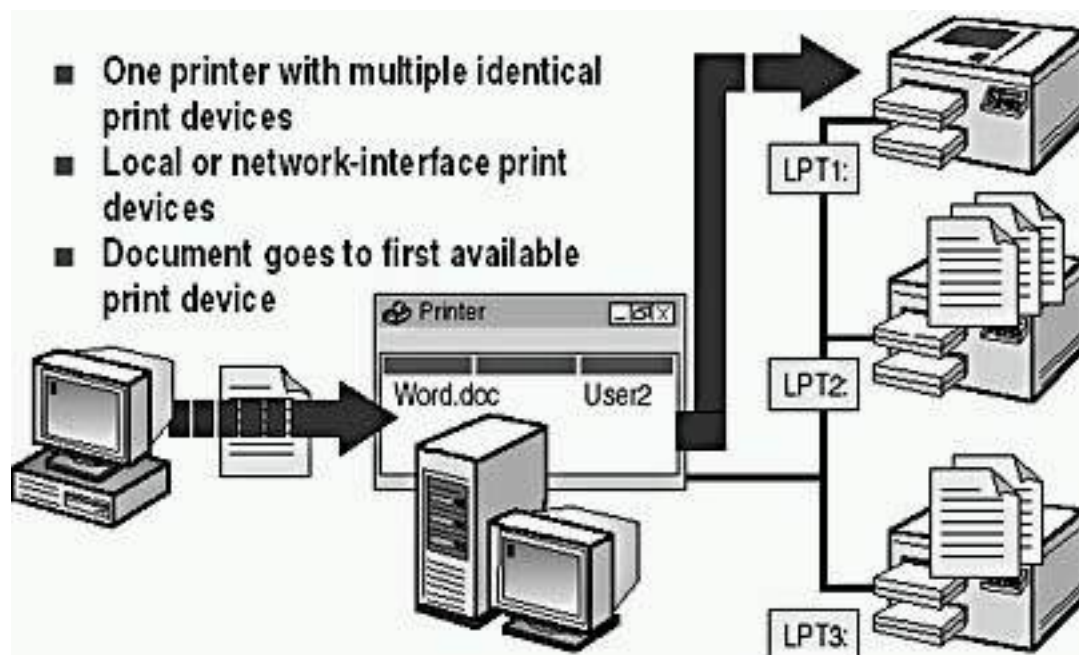 One printer with multiple identical
print devices
Local or network-interface print
devices
Document goes to first available
print device
Printer
Word.doc User2
LPT1:
LPT2:
LPT3: